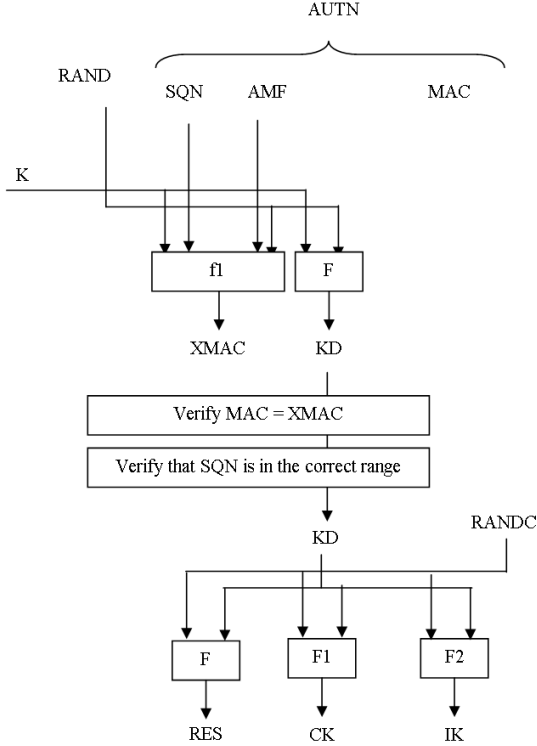 AUTN
RAND
SQN
AMF
MAC
K
f1
F
XMAC
KD
Verify MAC = XMAC
Verify that SQN is in the correct range
KD
RANDC
F
F1
F2
RES
CK
IK